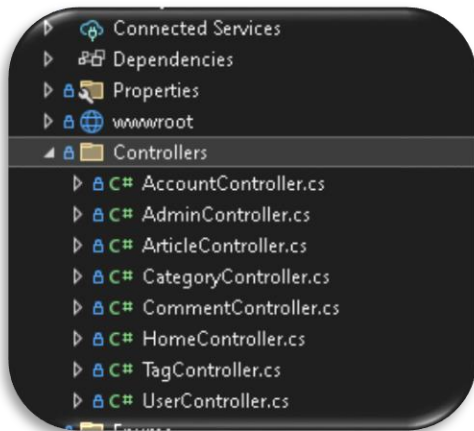 Connected Services
Dependencies
Properties
wwwroot
Controllers
C# AccountController.cs
C# AdminController.cs
C# ArticleController.cs
C# CategoryController.cs
C# CommentController.cs
C# HomeController.cs
C# TagController.cs
C# UserController.cs